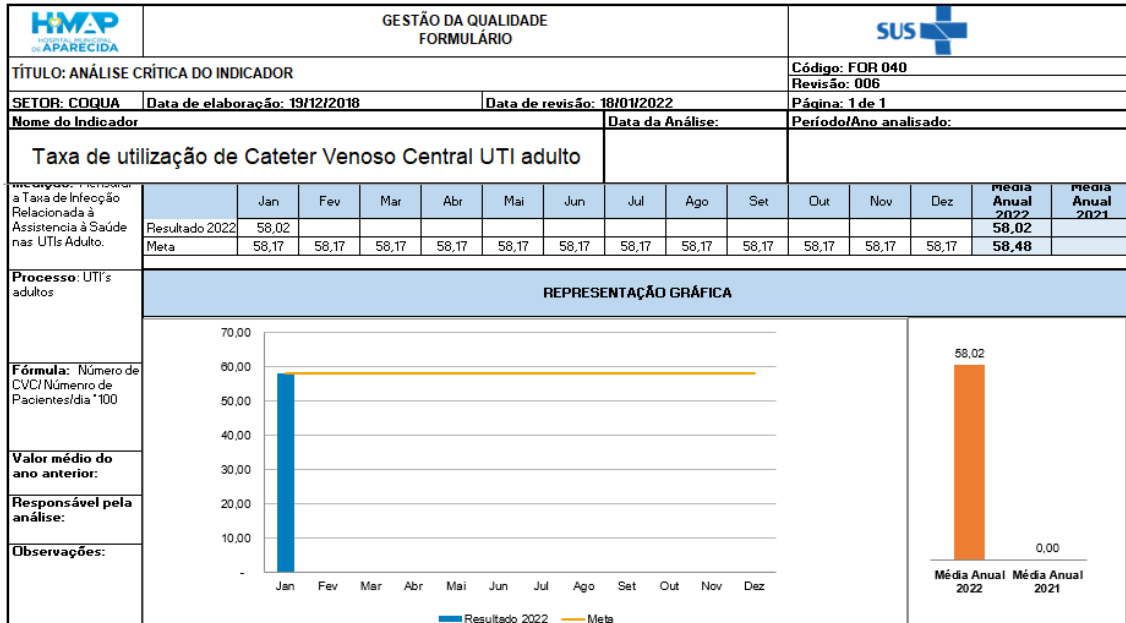 HMAP
HOSPITAL MUNICIPAL
DE APARECIDA
GESTÃO DA QUALIDADE
FORMULÁRIO
SUS
TÍTULO: ANÁLISE CRÍTICA DO INDICADOR
Código: FOR 040
Revisão: 006
SETOR: COQUA Data de elaboração: 19/12/2018 Data de revisão: 18/01/2022 Página: 1 de 1
Nome do Indicador Data da Análise: Período/Ano analisado:
Taxa de utilização de Cateter Venoso Central UTI adulto
medição: Mensurar
a Taxa de Infecção
Relacionada à
Assistencia à Saúde
nas UTIs Adulto.
Jan Fev Mar Abr Mai Jun Jul Ago Set Out Nov Dez
Média
Anual
2022
Média
Anual
2021
Resultado 2022 58,02 58,02
Meta 58,17 58,17 58,17 58,17 58,17 58,17 58,17 58,17 58,17 58,17 58,17 58,17 58,48
Processo: UTI's
adultos
REPRESENTAÇÃO GRÁFICA
Fórmula: Número de
CVC/ Númenro de
Pacientes/dia *100
Valor médio do
ano anterior:
Responsável pela
análise:
Observações:
70,00
60,00
50,00
40,00
30,00
20,00
10,00
-
Jan Fev Mar Abr Mai Jun Jul Ago Set Out Nov Dez
Resultado 2022 Meta
58,02
0,00
Média Anual
2022
Média Anual
2021